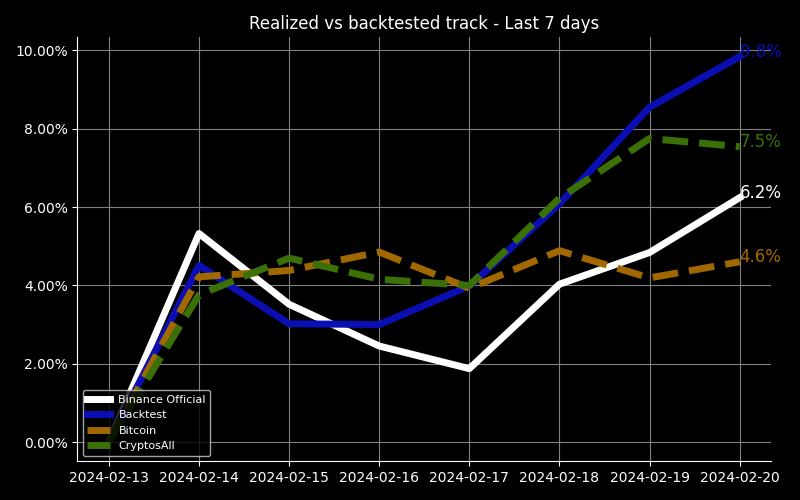 Realized vs backtested track - Last 7 days
10.00%
8.00%
6.00%
4.00%
2.00%
0.00%
9.8%
7.5%
6.2%
4.6%
Binance Official
Backtest
Bitcoin
CryptosAll
2024-02-13 2024-02-14 2024-02-15 2024-02-16 2024-02-17 2024-02-18 2024-02-19 2024-02-20